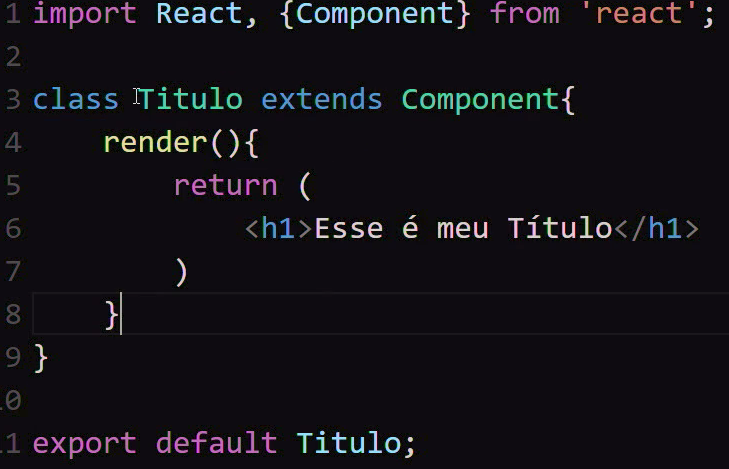 1 import React, {Component} from 'react';
2
3 class Titulo extends Component{
4     render(){
5         return (
6             <h1>Esse é meu Título</h1>
7         )
8     }
9 }
10
11 export default Titulo;